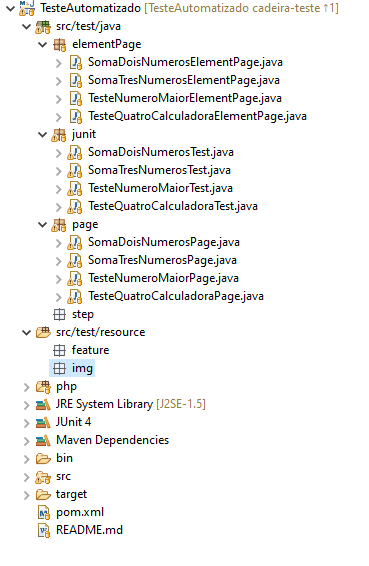 TesteAutomatizado [TesteAutomatizado cadeira-teste ↑1]
src/test/java
elementPage
SomaDoisNumerosElementPage.java
SomaTresNumerosElementPage.java
TesteNumeroMaiorElementPage.java
TesteQuatroCalculadoraElementPage.java
junit
SomaDoisNumerosTest.java
SomaTresNumerosTest.java
TesteNumeroMaiorTest.java
TesteQuatroCalculadoraTest.java
page
SomaDoisNumerosPage.java
SomaTresNumerosPage.java
TesteNumeroMaiorPage.java
TesteQuatroCalculadoraPage.java
step
src/test/resource
feature
img
php
JRE System Library [J2SE-1.5]
JUnit 4
Maven Dependencies
bin
src
target
pom.xml
README.md